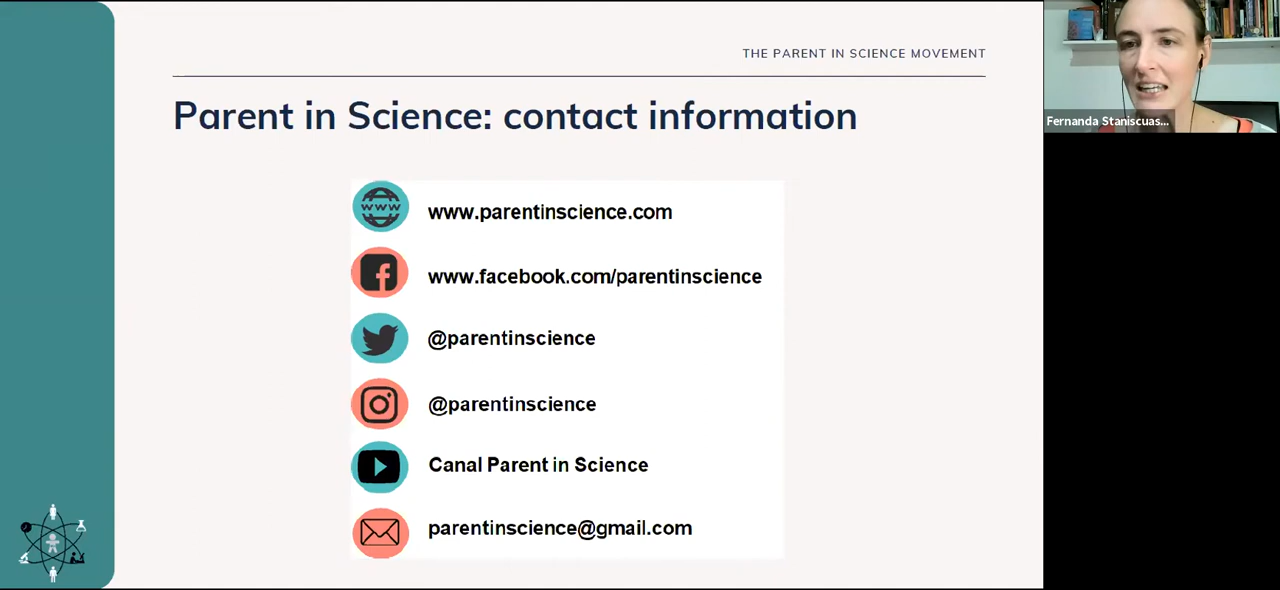 THE PARENT IN SCIENCE MOVEMENT
Parent in Science: contact information
www
www.parentinscience.com
www.facebook.com/parentinscience
@parentinscience
@parentinscience
Canal Parent in Science
parentinscience@gmail.com
Fernanda Staniscuas...